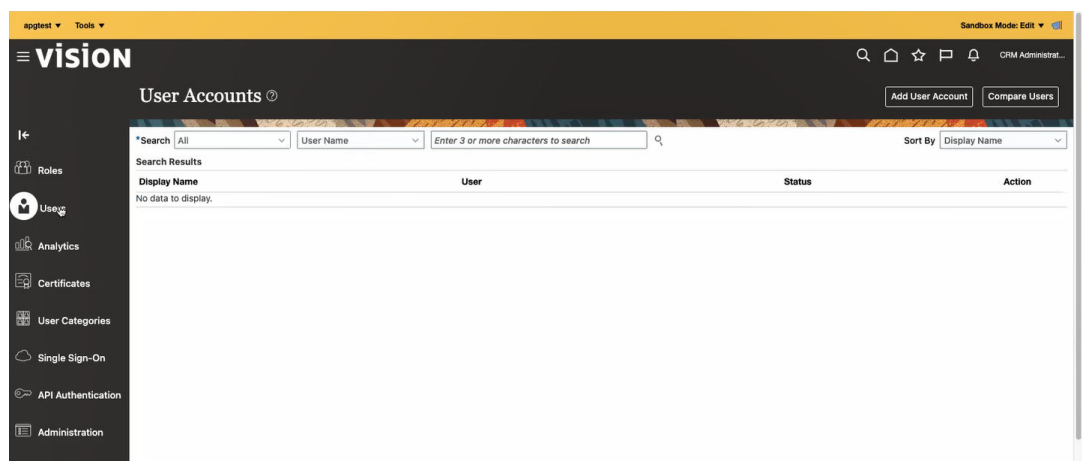 apgtest Tools Sandbox Mode: Edit
vision CRM Administrat...
User Accounts Add User Account Compare Users
*Search All User Name Enter 3 or more characters to search Sort By Display Name
Search Results
Display Name User Status Action
No data to display.
Roles
Users
Analytics
Certificates
User Categories
Single Sign-On
API Authentication
Administration